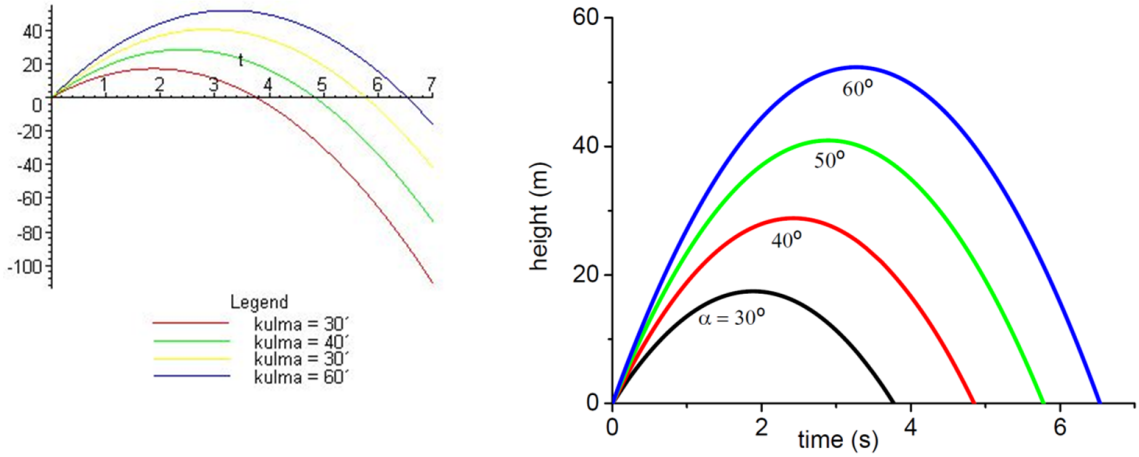 40
20
t
1 2 3 4 5 6 7
0
-20
-40
-60
-80
-100
Legend
kulma = 30´
kulma = 40´
kulma = 30´
kulma = 60´
60
60º
50º
40
40º
height (m)
20
α = 30º
0
0 2 4 6
time (s)